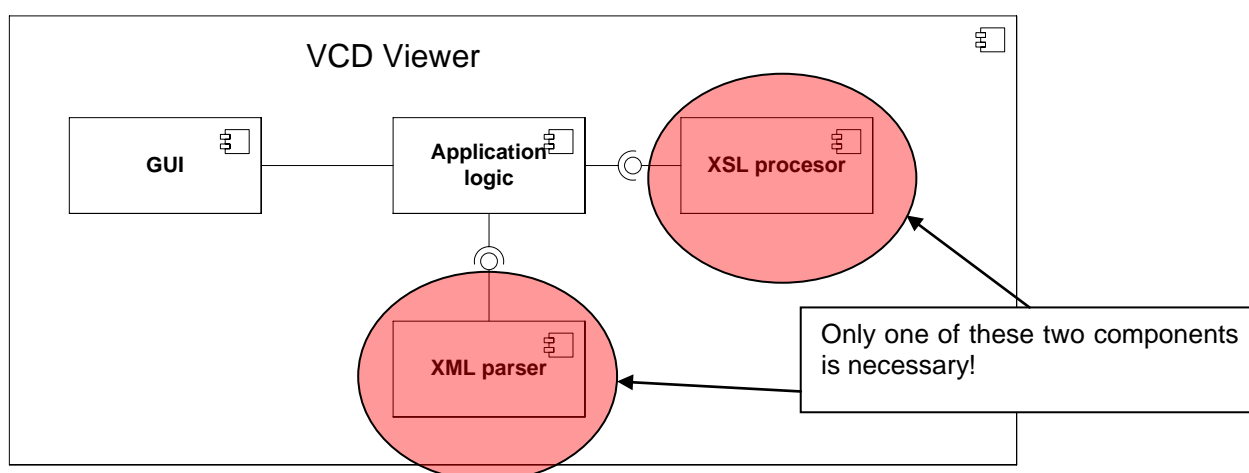 VCD Viewer
GUI
Application
logic
XSL procesor
XML parser
Only one of these two components
is necessary!